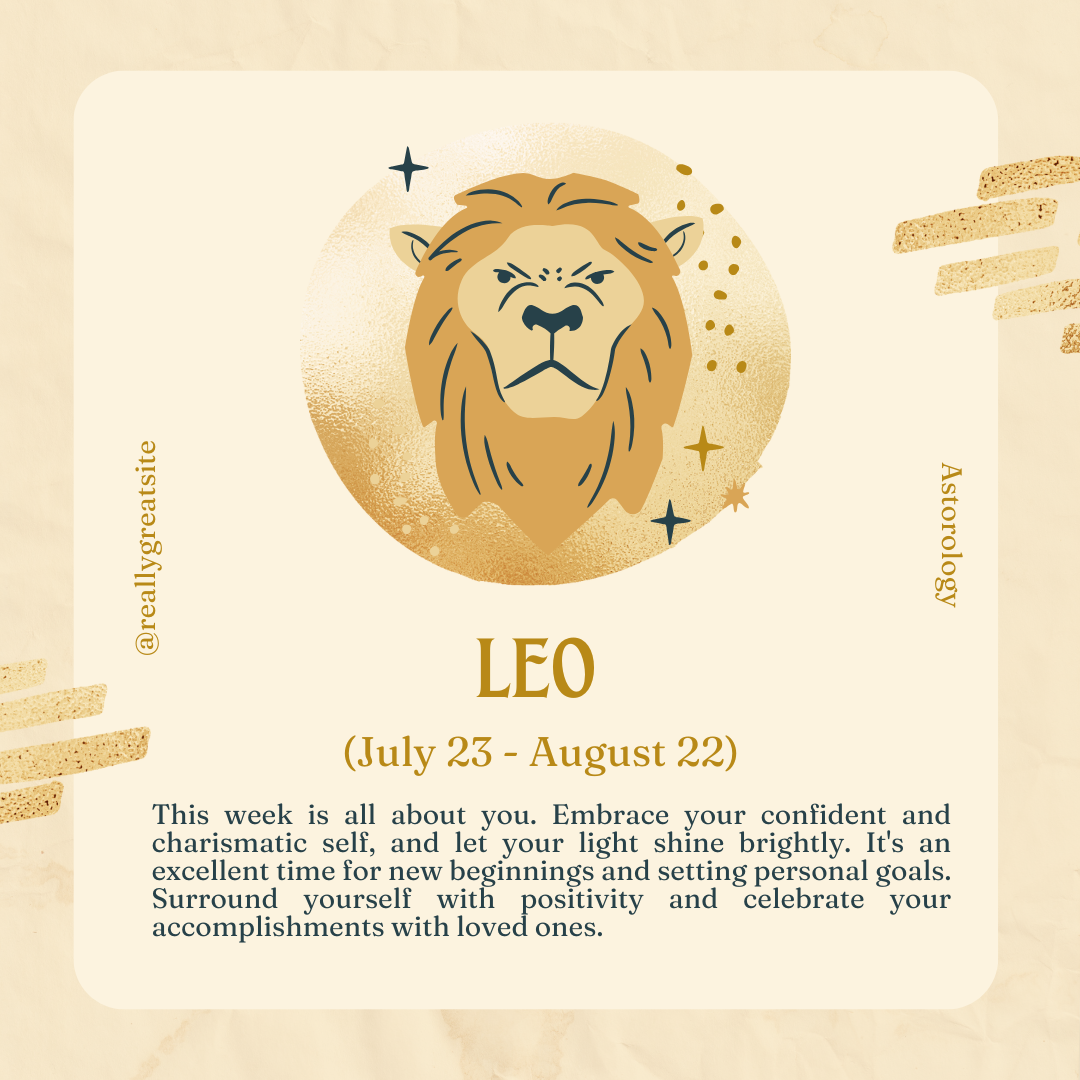 @reallygreatsite
Astorology
LEO
(July 23 - August 22)
This week is all about you. Embrace your confident and
charismatic self, and let your light shine brightly. It's an
excellent time for new beginnings and setting personal goals.
Surround yourself with positivity and celebrate your
accomplishments with loved ones.